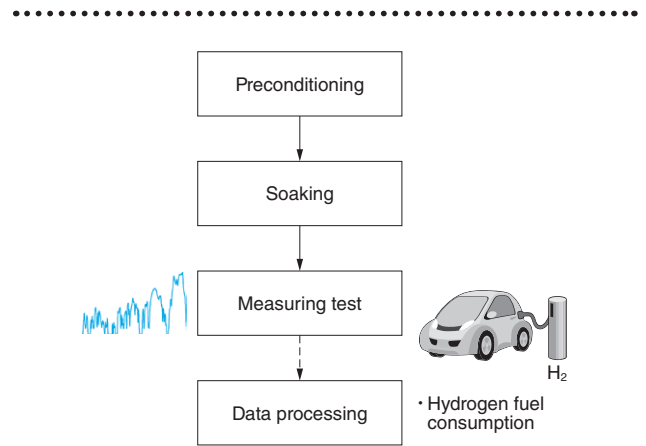 Preconditioning
Soaking
Measuring test
H₂
Data processing
· Hydrogen fuel
consumption